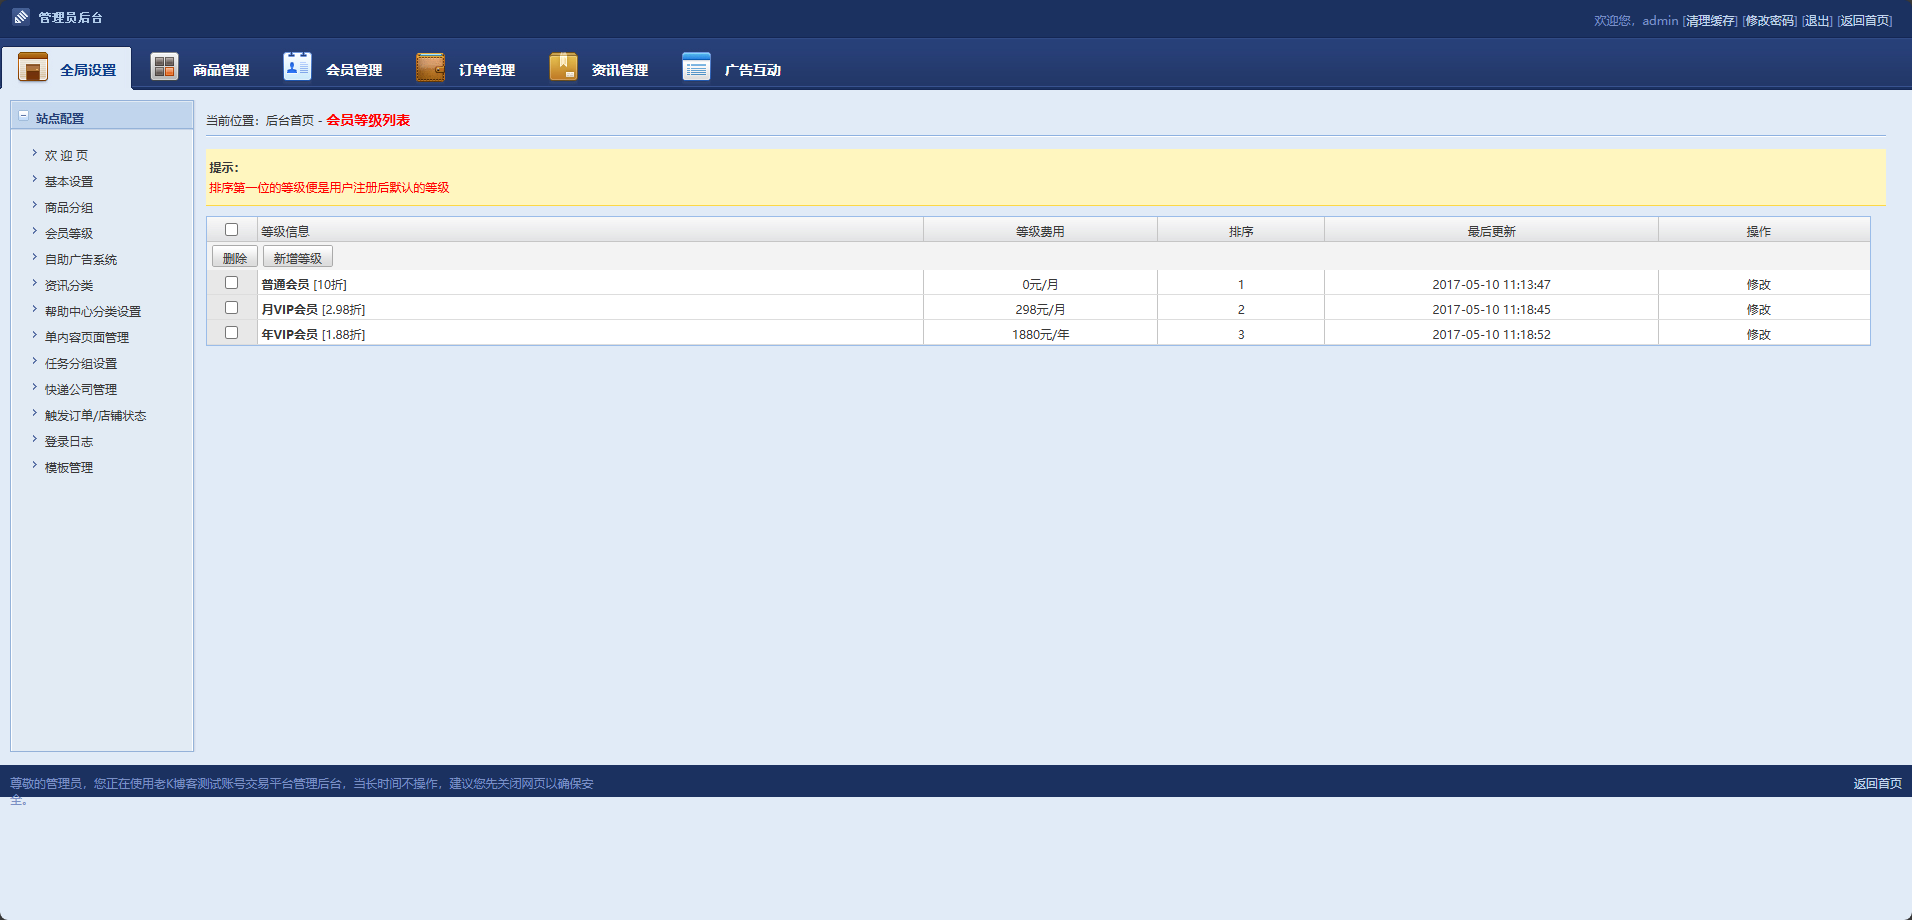 管理员后台
欢迎您，admin [清理缓存] [修改密码] [退出] [返回首页]
全局设置 商品管理 会员管理 订单管理 资讯管理 广告互动
站点配置
欢 迎 页
基本设置
商品分组
会员等级
自助广告系统
资讯分类
帮助中心分类设置
单内容页面管理
任务分组设置
快递公司管理
触发订单/店铺状态
登录日志
模板管理
当前位置：后台首页 - 会员等级列表
提示：
排序第一位的等级便是用户注册后默认的等级
等级信息 等级费用 排序 最后更新 操作
删除 新增等级
普通会员 [10折] 0元/月 1 2017-05-10 11:13:47 修改
月VIP会员 [2.98折] 298元/月 2 2017-05-10 11:18:45 修改
年VIP会员 [1.88折] 1880元/年 3 2017-05-10 11:18:52 修改
尊敬的管理员，您正在使用老K博客测试账号交易平台管理后台，当长时间不操作，建议您先关闭网页以确保安
全。
返回首页